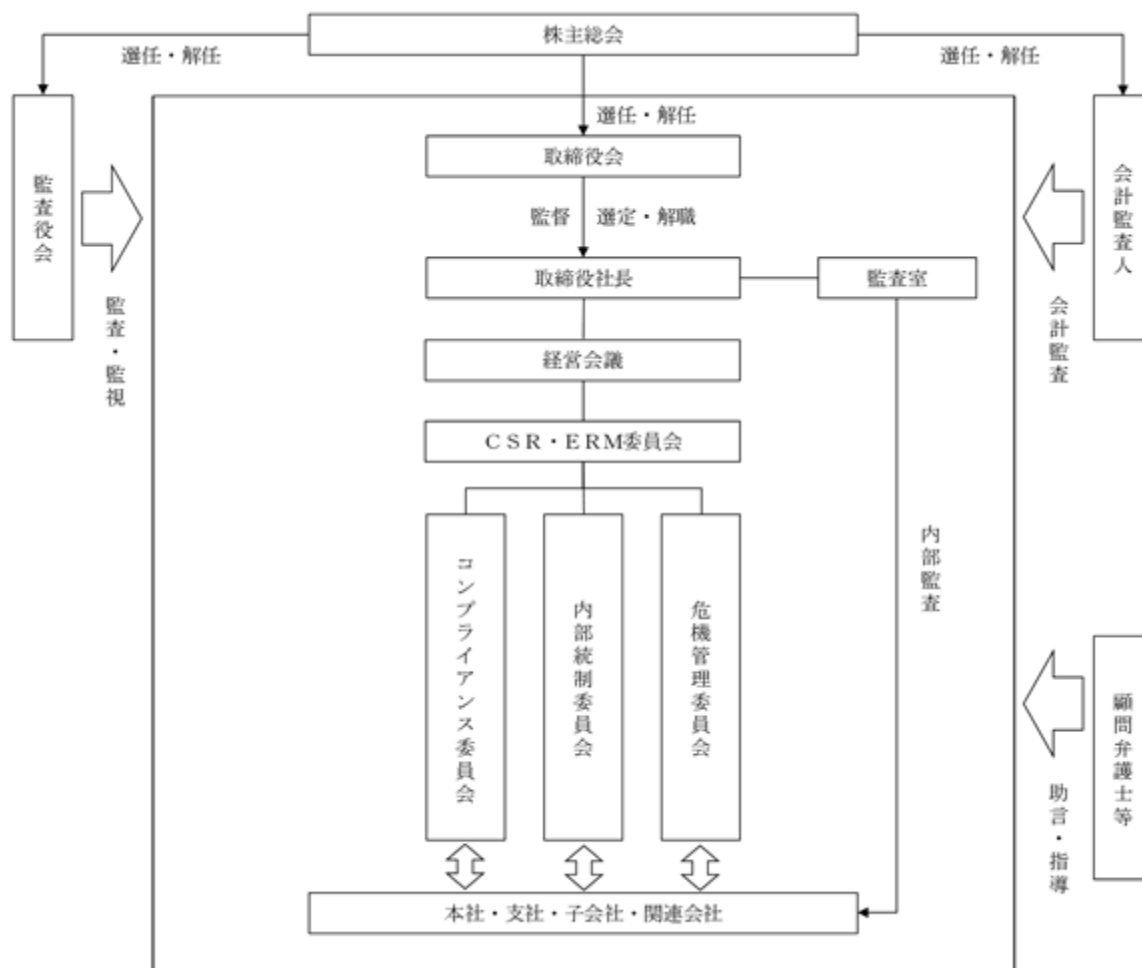 株主総会
選任・解任
選任・解任
選任・解任
取締役会
監査役会
会計監査人
監督
選定・解職
取締役社長
監査室
監査・監視
会計監査
経営会議
ＣＳＲ・ＥＲＭ委員会
コンプライアンス委員会
内部統制委員会
危機管理委員会
内部監査
顧問弁護士等
助言・指導
本社・支社・子会社・関連会社